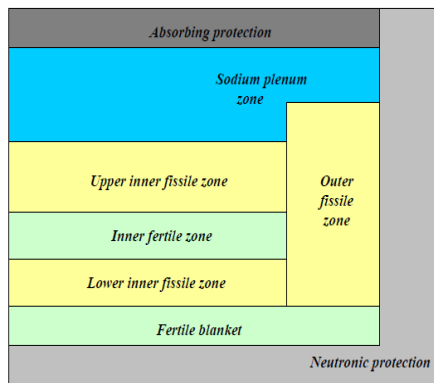 Absorbing protection
Sodium plenum
zone
Upper inner fissile zone
Outer
fissile
zone
Inner fertile zone
Lower inner fissile zone
Fertile blanket
Neutronic protection